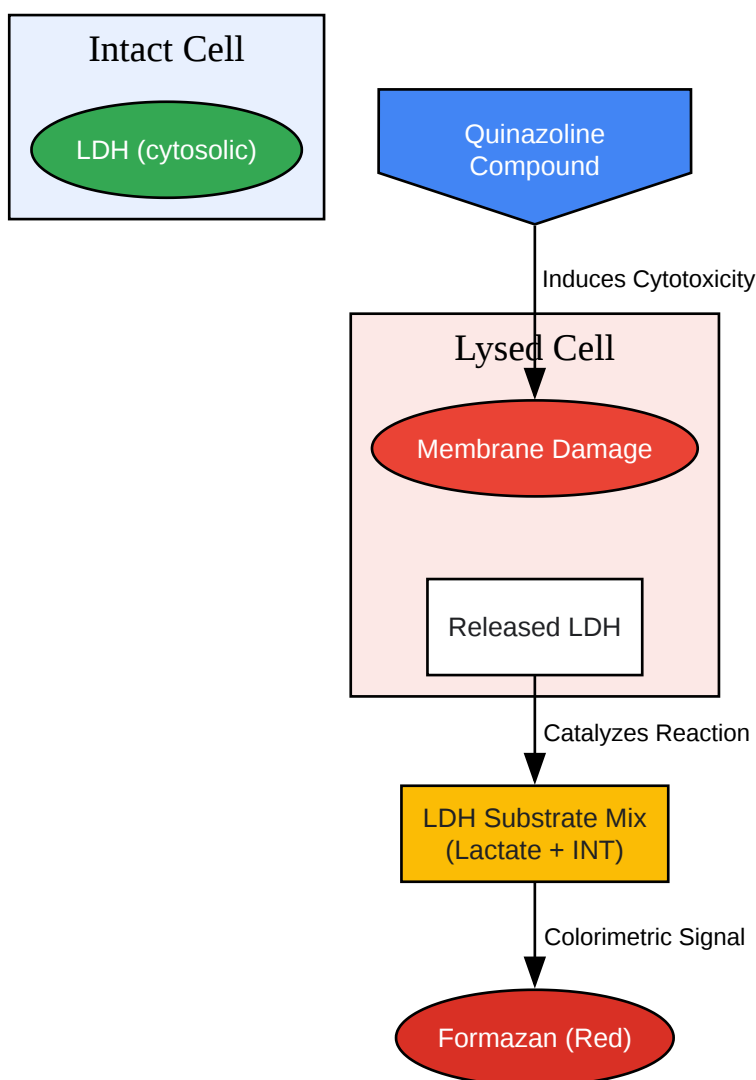 Intact Cell
LDH (cytosolic)
Quinazoline
Compound
Induces Cytotoxicity
Lysed Cell
Membrane Damage
Released LDH
Catalyzes Reaction
LDH Substrate Mix
(Lactate + INT)
Colorimetric Signal
Formazan (Red)